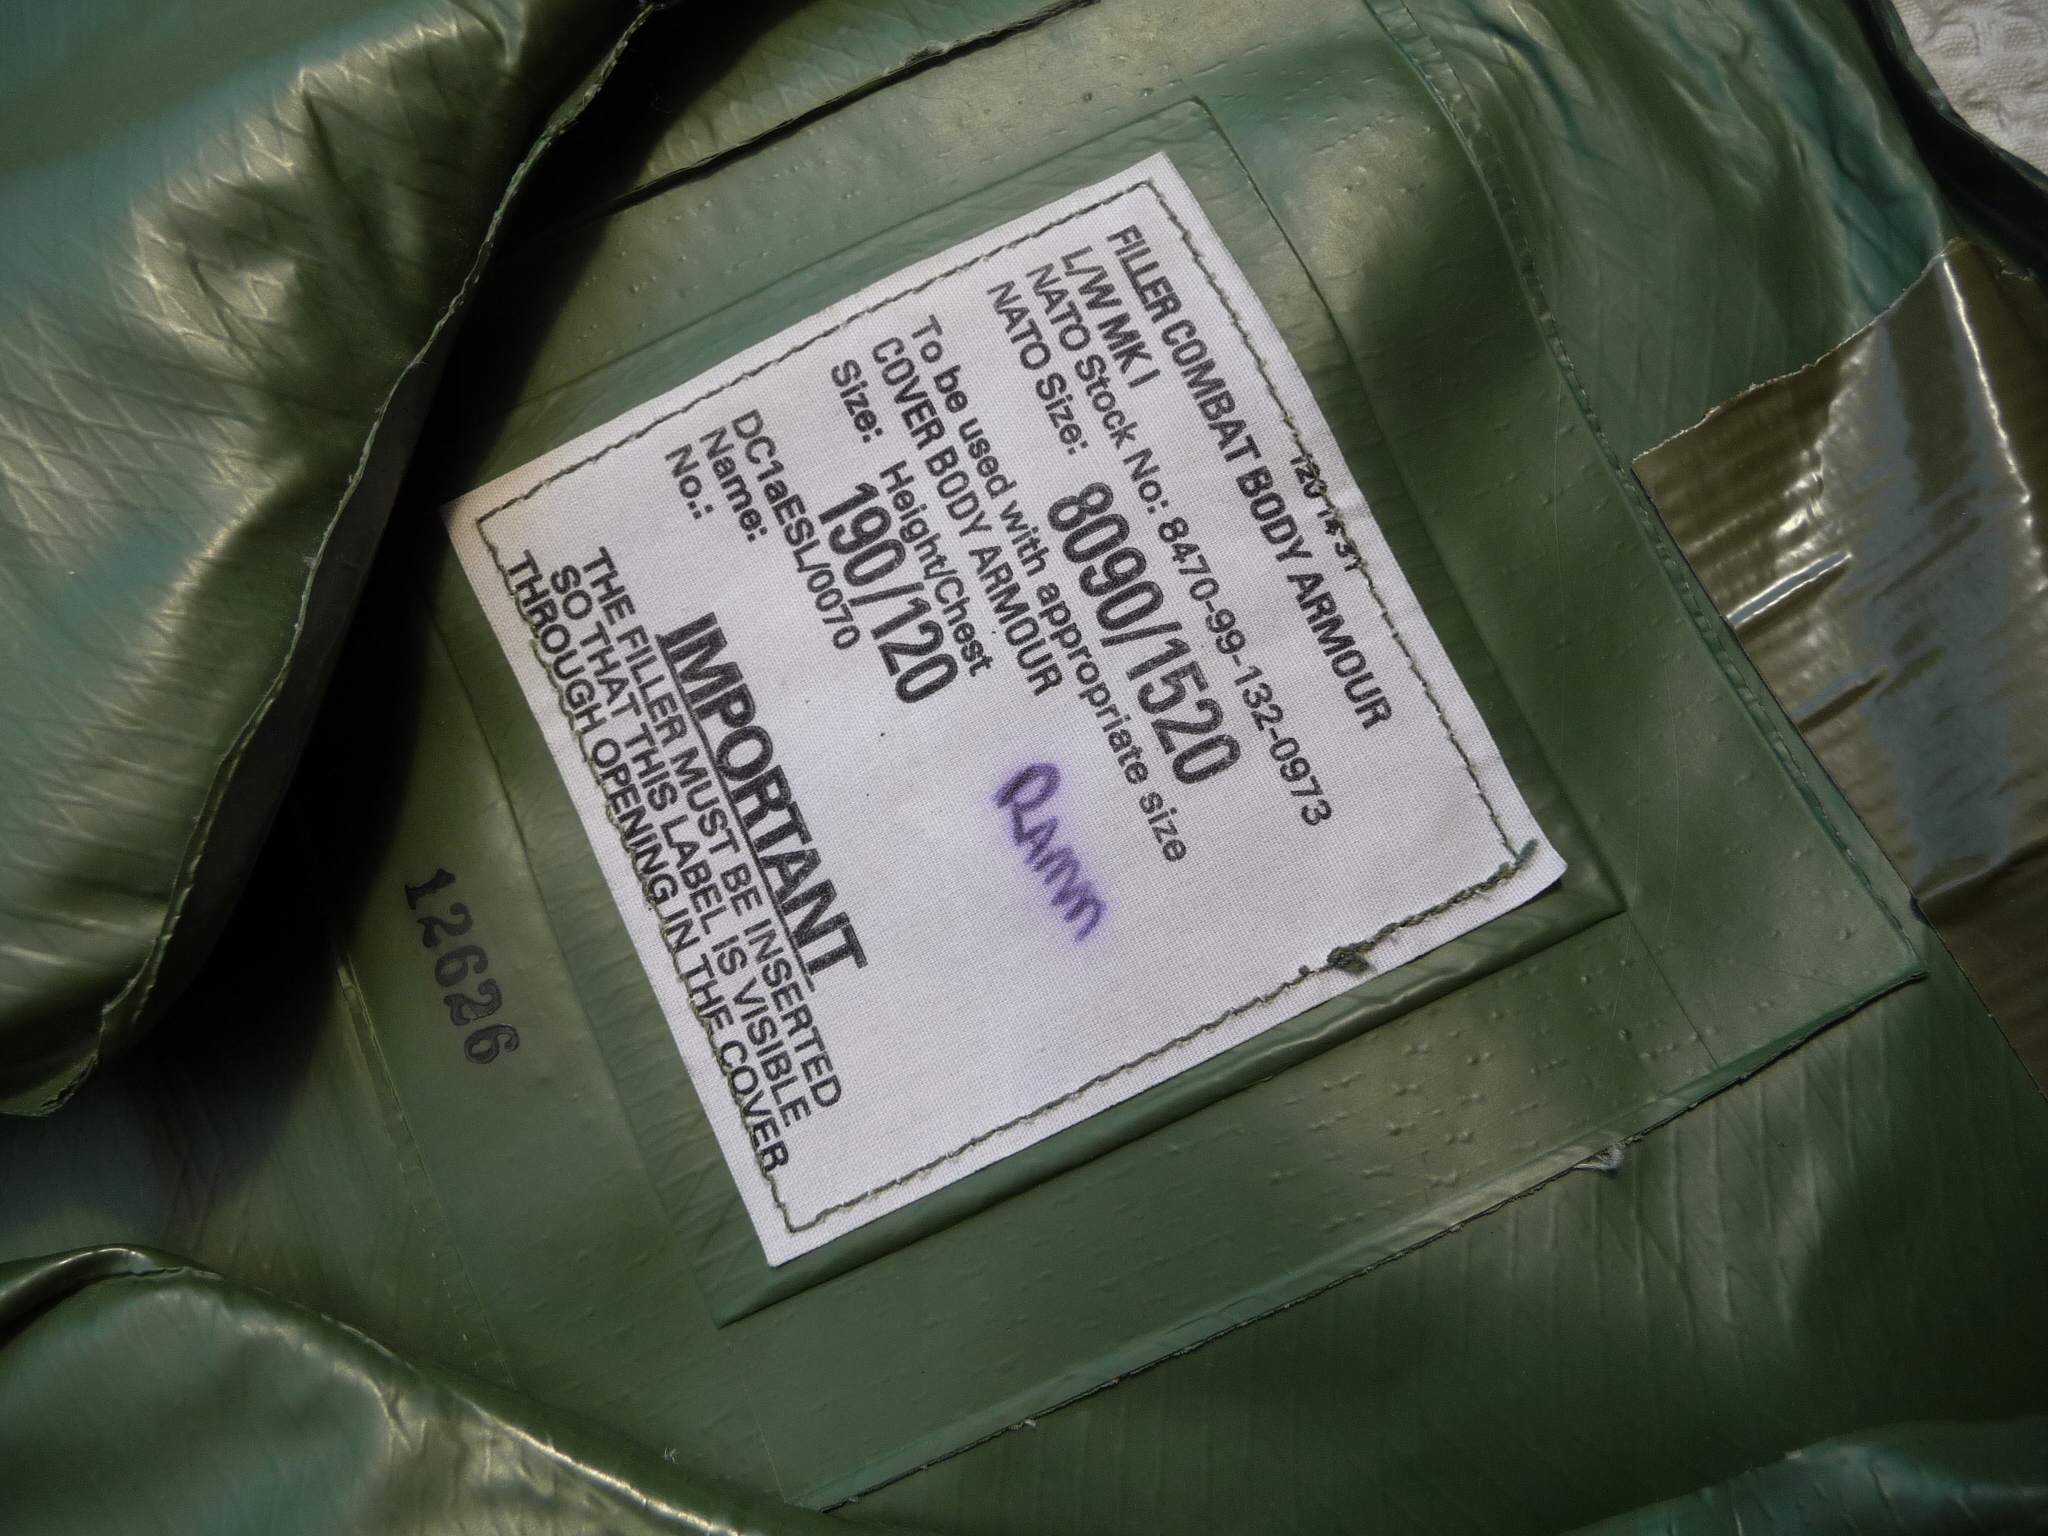 FILLER COMBAT BODY ARMOUR
L/W MK I
NATO Stock No: 8470-99-132-0973
NATO Size: 8090/1520
To be used with appropriate size
COVER BODY ARMOUR
Size: Height/Chest
190/120
DC1aESL/0070
Name:
No.:
IMPORTANT
THE FILLER MUST BE INSERTED
SO THAT THIS LABEL IS VISIBLE
THROUGH OPENING IN THE COVER
12626